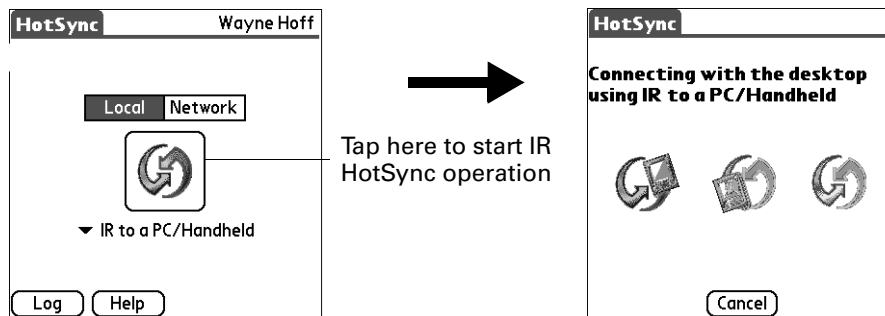 HotSync Wayne Hoff
Local Network
▼ IR to a PC/Handheld
Log Help
Tap here to start IR
HotSync operation
HotSync
Connecting with the desktop
using IR to a PC/Handheld
Cancel